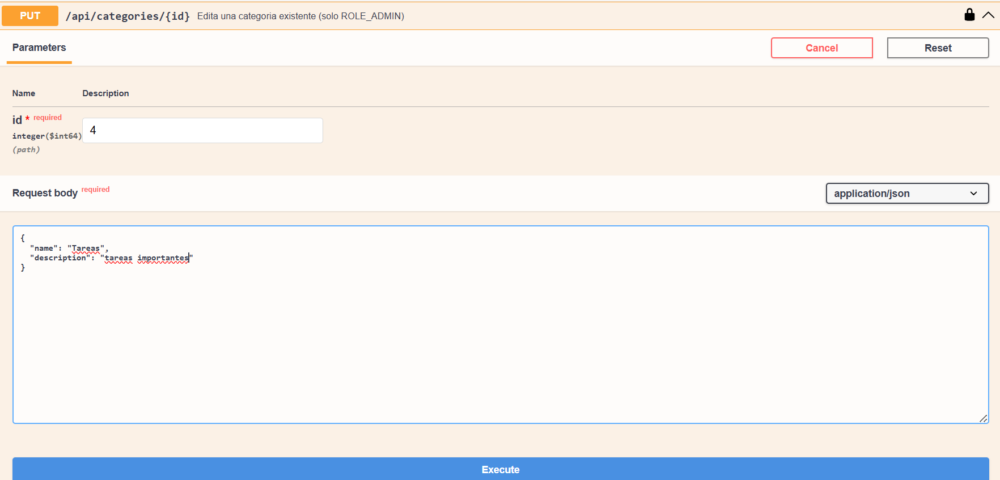 PUT /api/categories/{id} Edita una categoria existente (solo ROLE_ADMIN)
Parameters Cancel Reset
Name Description
id * required
integer($int64)
(path)
4
Request body required application/json
{
  "name": "Tareas",
  "description": "tareas importantes"
}
Execute